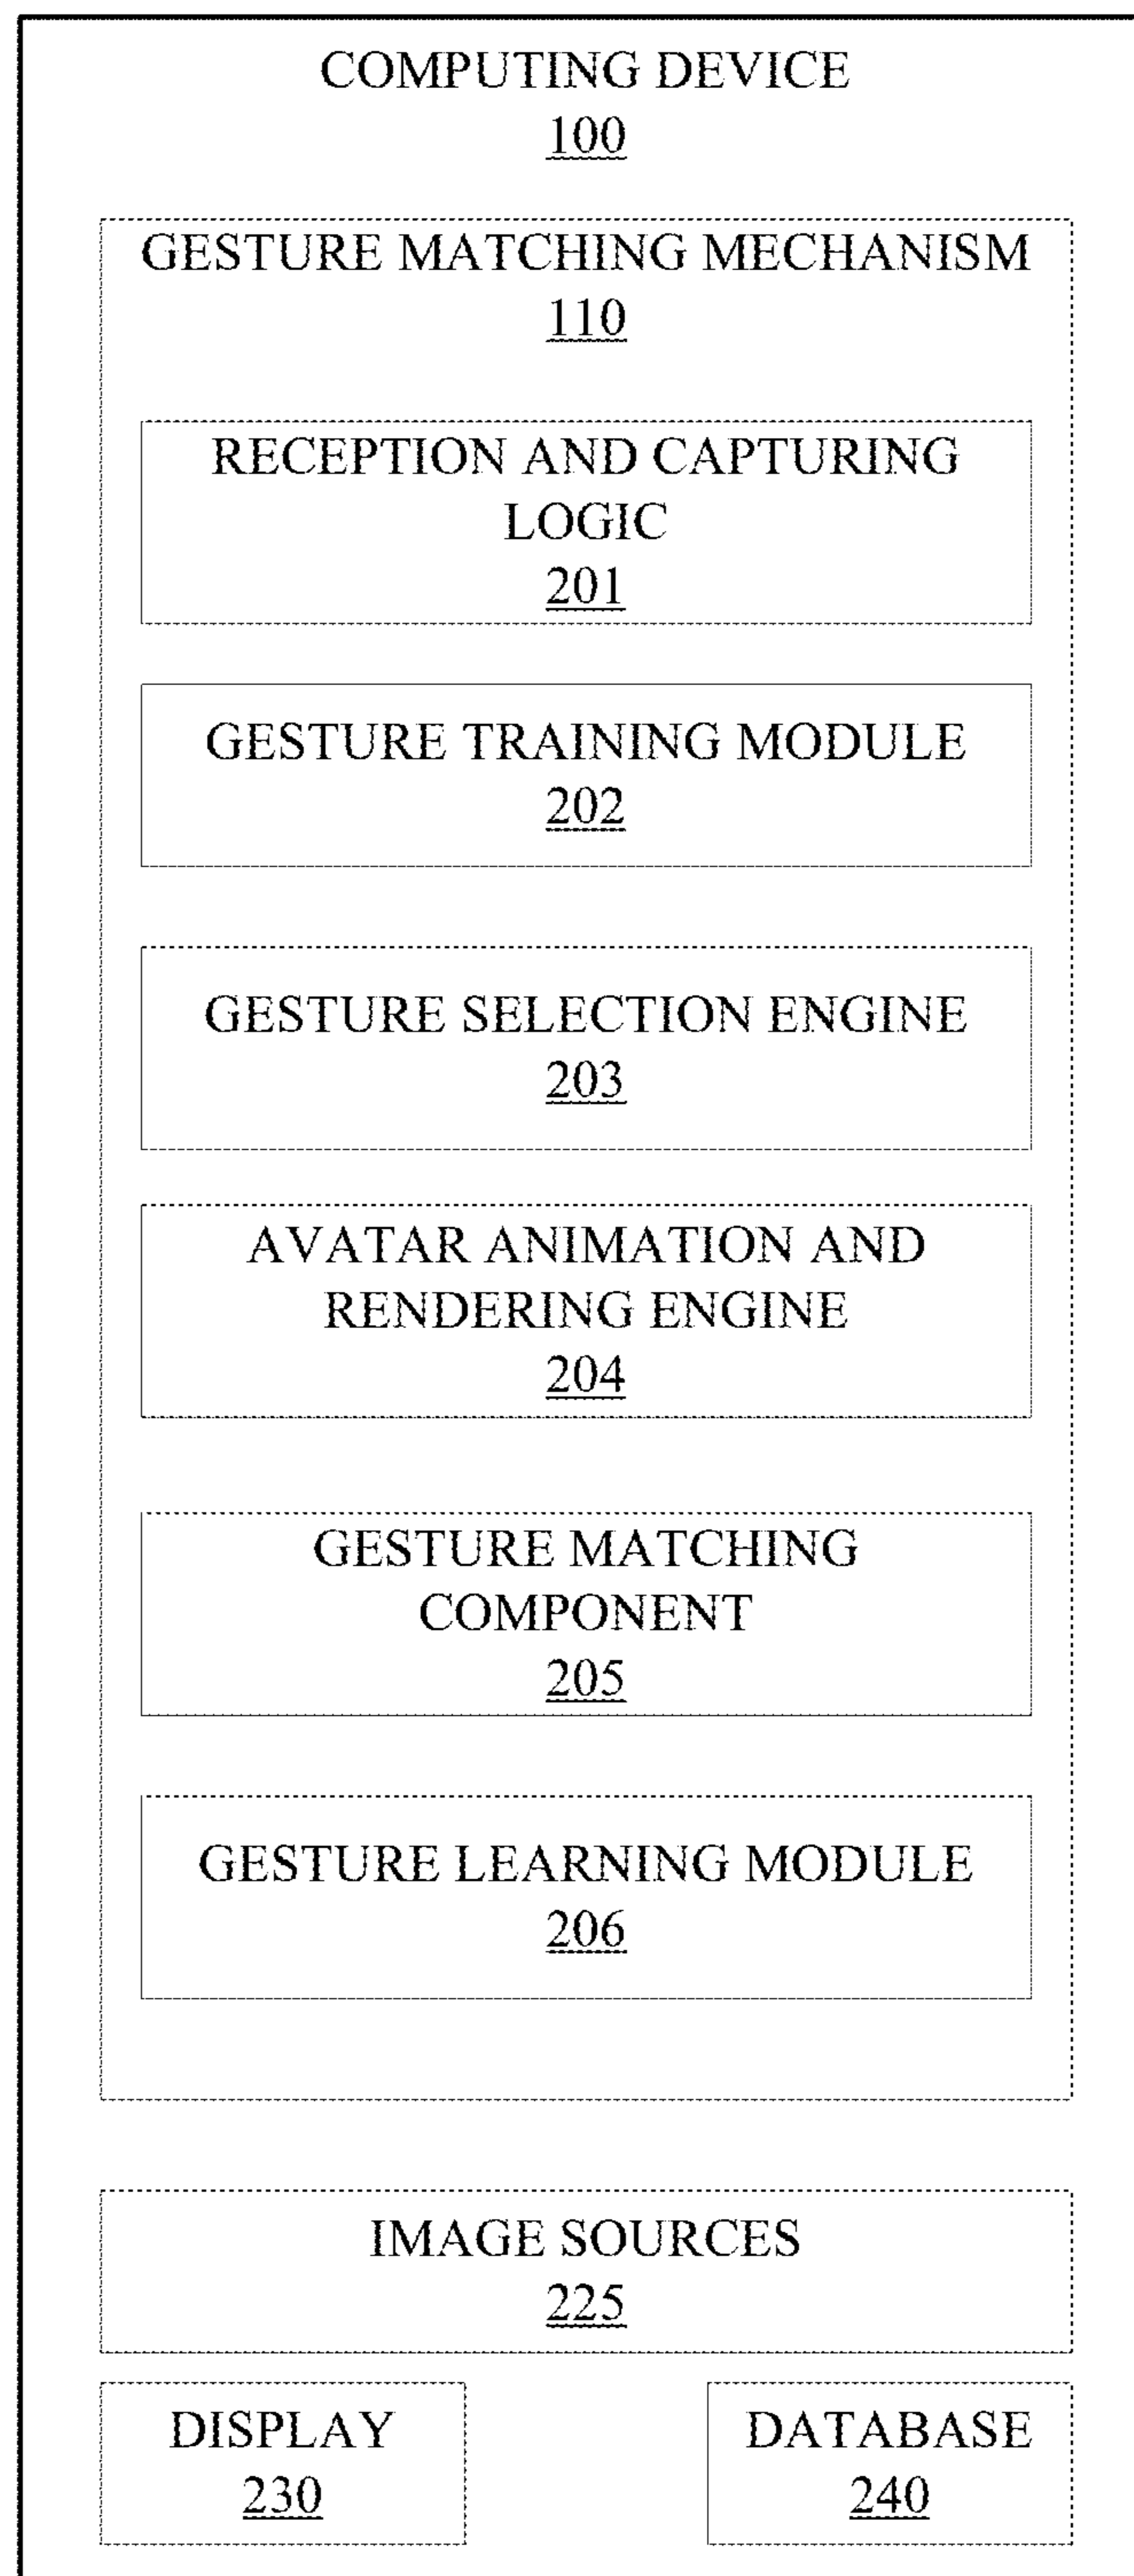 COMPUTING DEVICE
100
GESTURE MATCHING MECHANISM
110
RECEPTION AND CAPTURING
LOGIC
201
GESTURE TRAINING MODULE
202
GESTURE SELECTION ENGINE
203
AVATAR ANIMATION AND
RENDERING ENGINE
204
GESTURE MATCHING
COMPONENT
205
GESTURE LEARNING MODULE
206
IMAGE SOURCES
225
DISPLAY
230
DATABASE
240